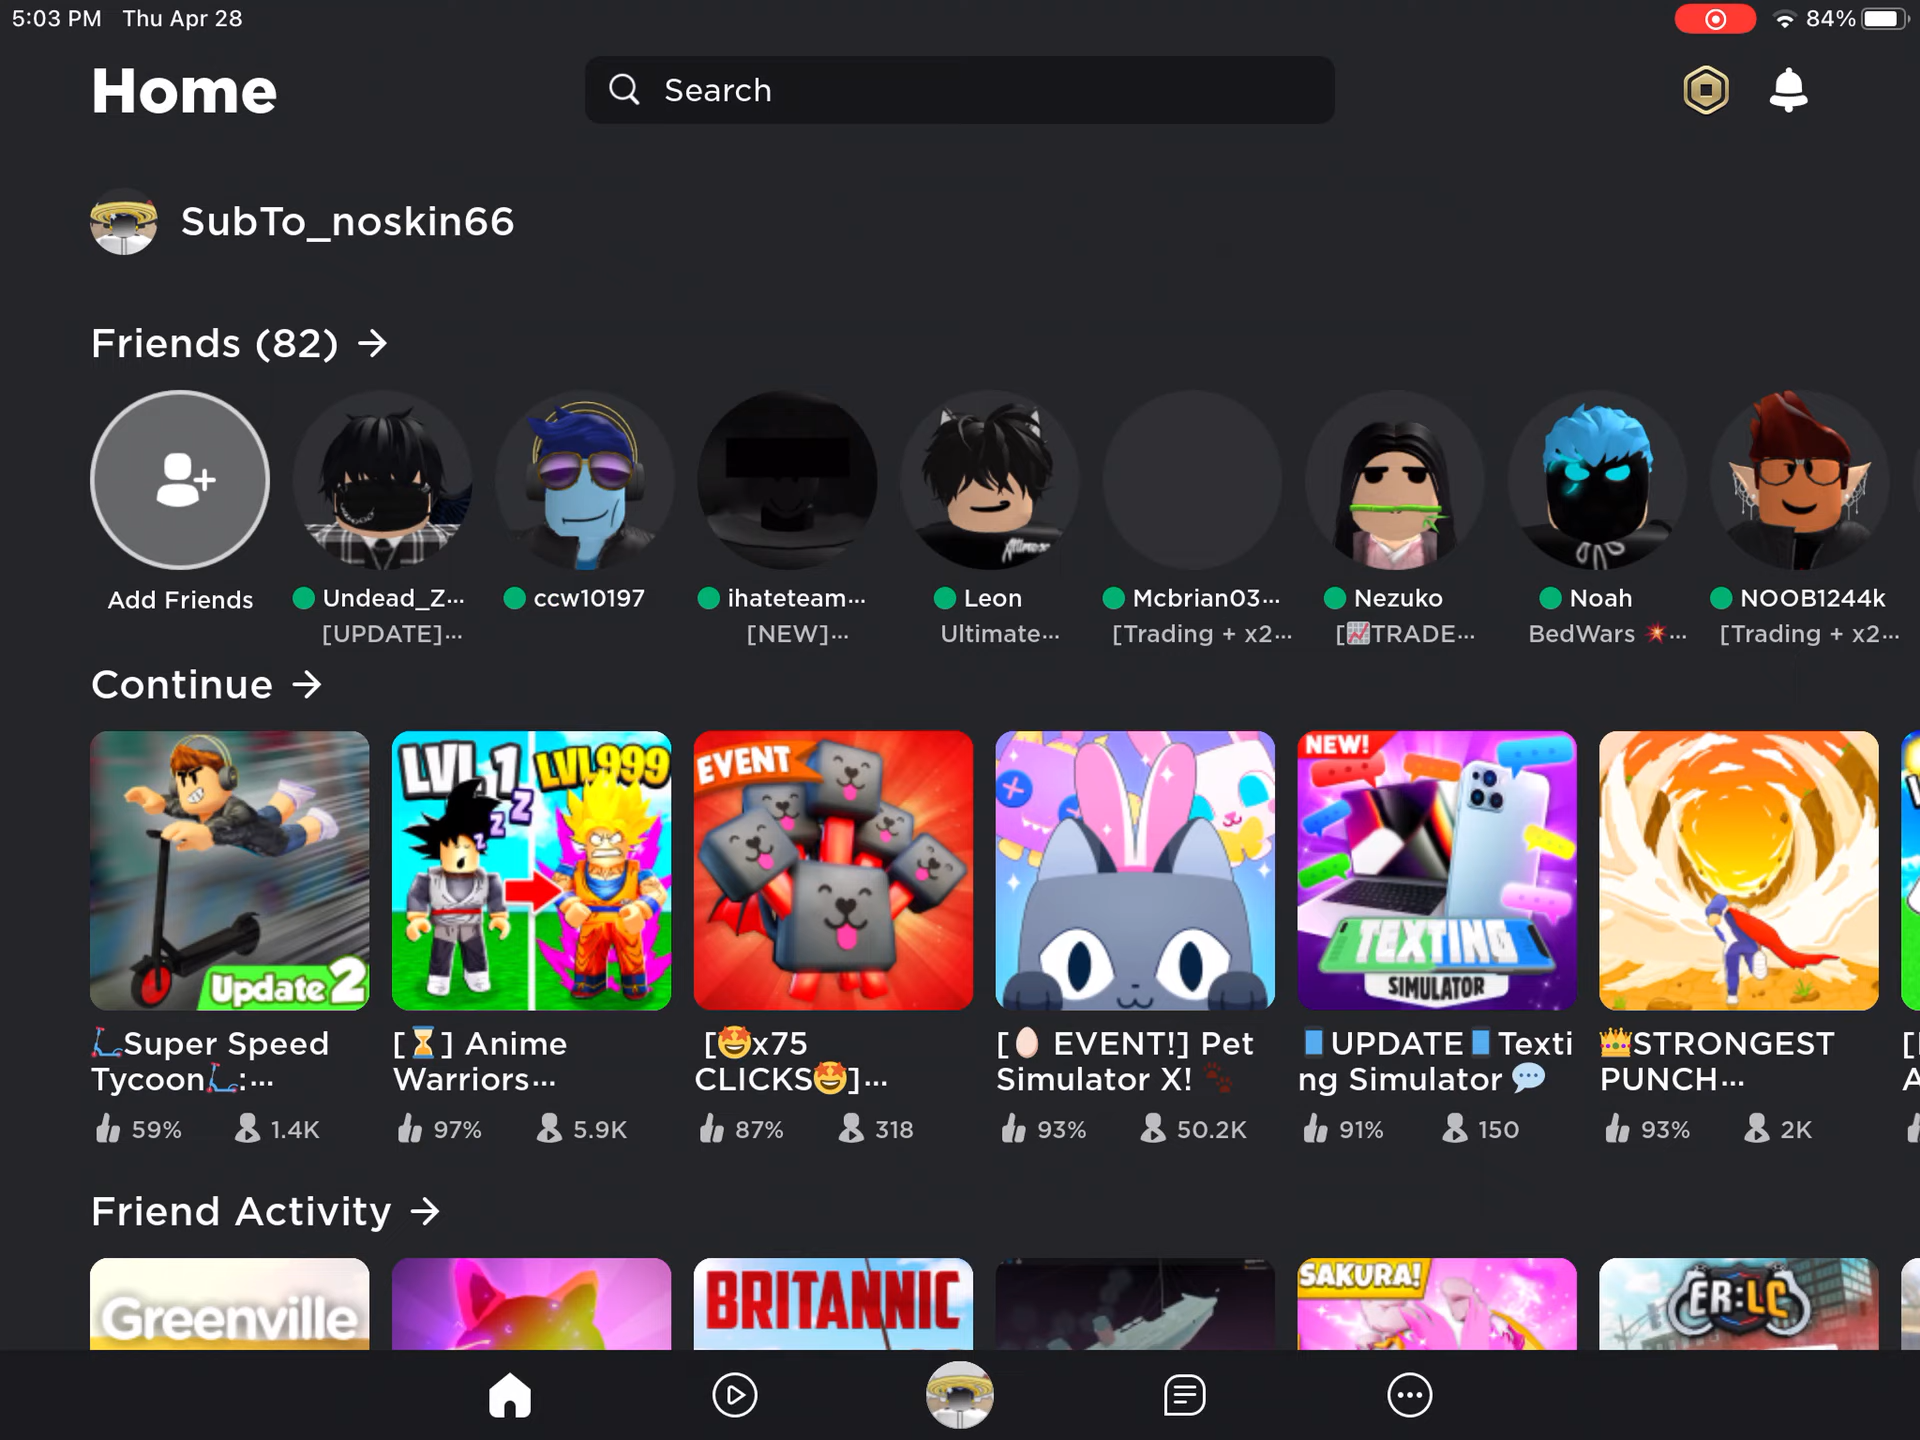 5:03 PM Thu Apr 28
84%
Home
Search
SubTo_noskin66
Friends (82) →
Add Friends
Undead_Z...
[UPDATE]...
ccw10197
ihateteam...
[NEW]...
Leon
Ultimate...
Mcbrian03...
[Trading + x2...
Nezuko
[📈TRADE...
Noah
BedWars 💥...
NOOB1244k
[Trading + x2...
Continue →
Update 2
🛴Super Speed
Tycoon🛴:...
59% 1.4K
LVL 1 LVL999
z z z
[⏳] Anime
Warriors...
97% 5.9K
EVENT
[🤩x75
CLICKS🤩]...
87% 318
[🥚 EVENT!] Pet
Simulator X! 🐾
93% 50.2K
NEW!
TEXTING
SIMULATOR
📱UPDATE📱Texti
ng Simulator 💬
91% 150
👑STRONGEST
PUNCH...
93% 2K
Friend Activity →
Greenville
BRITANNIC
SAKURA!
ER:LC